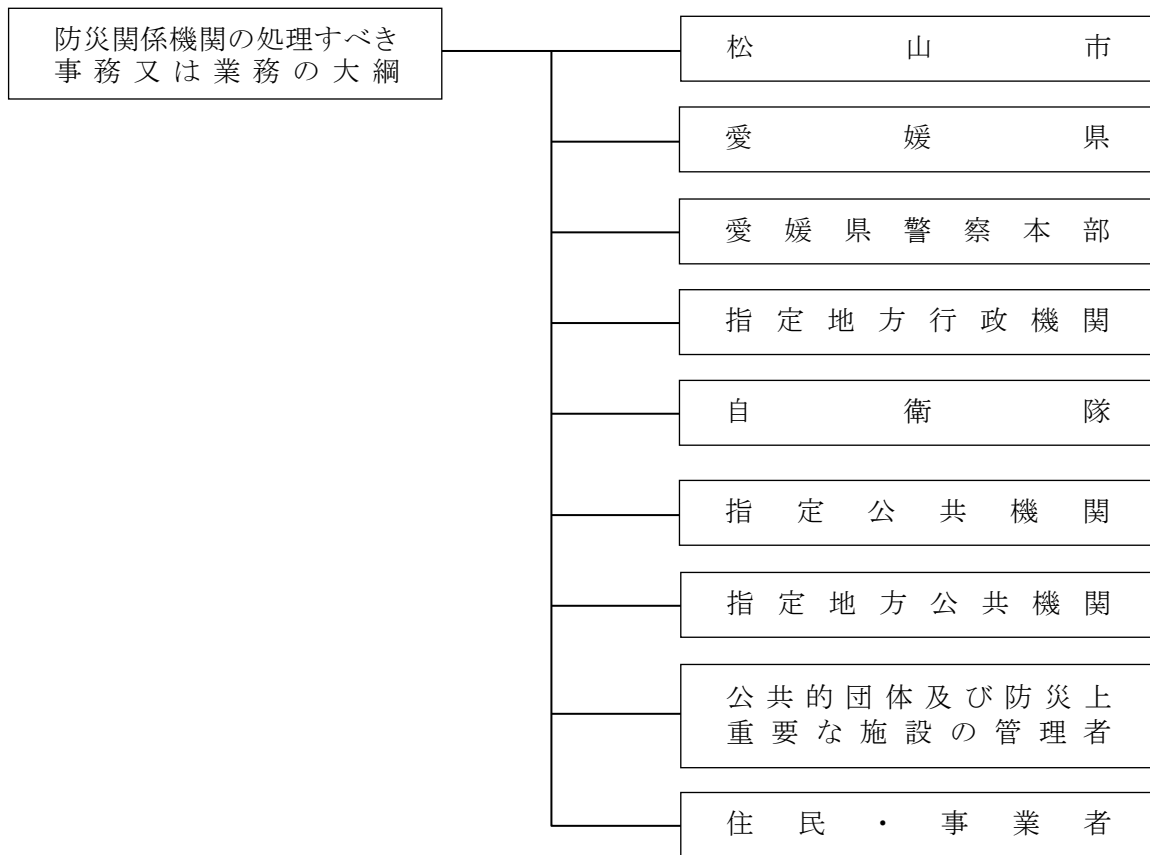 防災関係機関の処理すべき
事務又は業務の大綱
松山市
愛媛県
愛媛県警察本部
指定地方行政機関
自衛隊
指定公共機関
指定地方公共機関
公共的団体及び防災上
重要な施設の管理者
住民・事業者